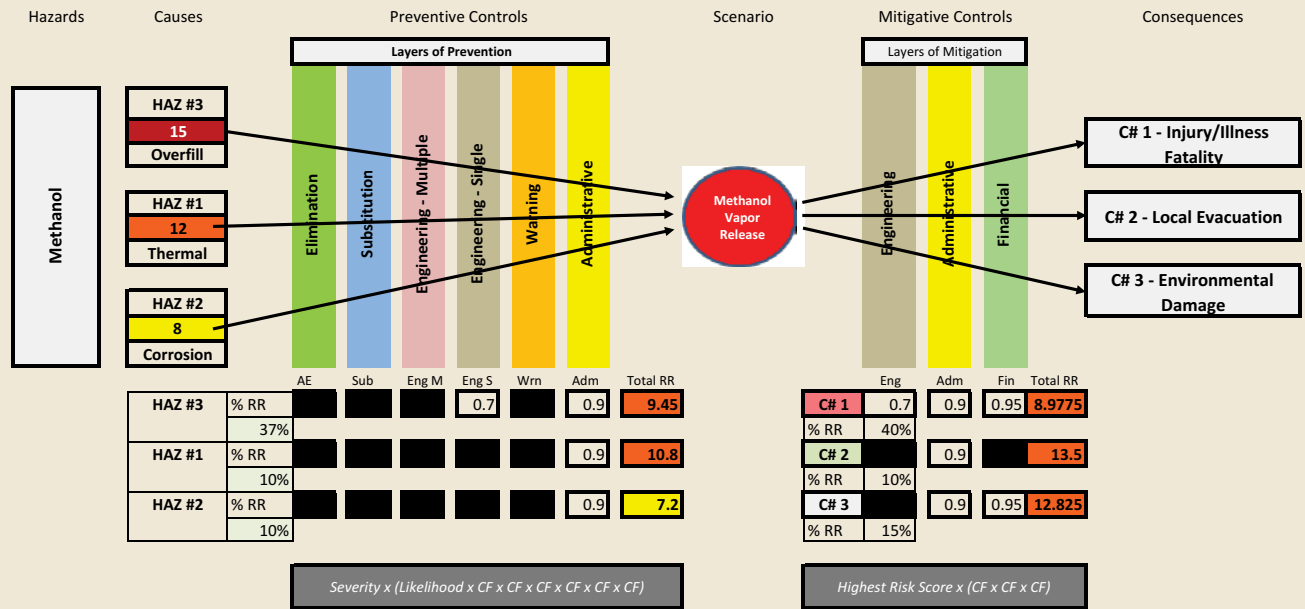 Hazards Causes Preventive Controls Scenario Mitigative Controls Consequences
Layers of Prevention
Layers of Mitigation
Methanol
HAZ #3
15
Overfill
HAZ #1
12
Thermal
HAZ #2
8
Corrosion
Elimination
Subsitution
Engineering - Multiple
Engineerng - Single
Warning
Administrative
Methanol
Vapor
Release
Engineering
Administrative
Financial
C# 1 - Injury/Illness
Fatality
C# 2 - Local Evacuation
C# 3 - Environmental
Damage
AE Sub Eng M Eng S Wrn Adm Total RR
HAZ #3 % RR 0.7 0.9 9.45
37%
HAZ #1 % RR 0.9 10.8
10%
HAZ #2 % RR 0.9 7.2
10%
Eng Adm Fin Total RR
C# 1 0.7 0.9 0.95 8.9775
% RR 40%
C# 2 0.9 13.5
% RR 10%
C# 3 0.9 0.95 12.825
% RR 15%
Severity x (Likelihood x CF x CF x CF x CF x CF x CF)
Highest Risk Score x (CF x CF x CF)